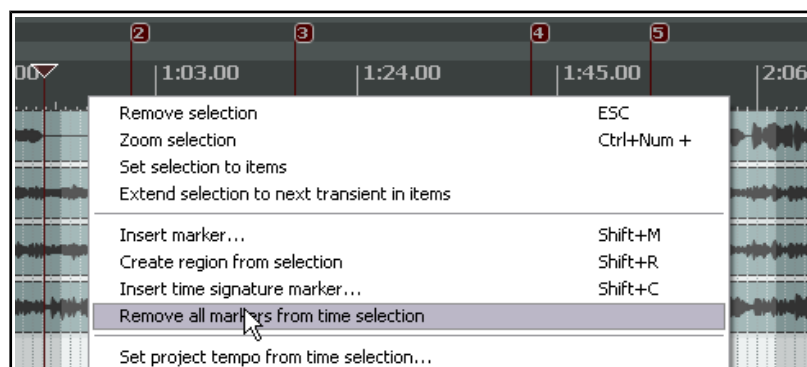 2 3 4 5
00 1:03.00 1:24.00 1:45.00 2:06
Remove selection ESC
Zoom selection Ctrl+Num +
Set selection to items
Extend selection to next transient in items
Insert marker... Shift+M
Create region from selection Shift+R
Insert time signature marker... Shift+C
Remove all markers from time selection
Set project tempo from time selection...